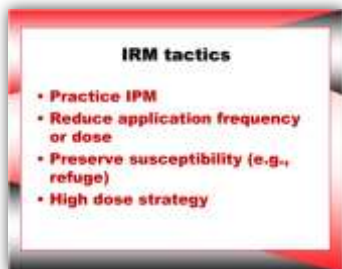 IRM tactics
• Practice IPM
• Reduce application frequency
or dose
• Preserve susceptibility (e.g.,
refuge)
• High dose strategy